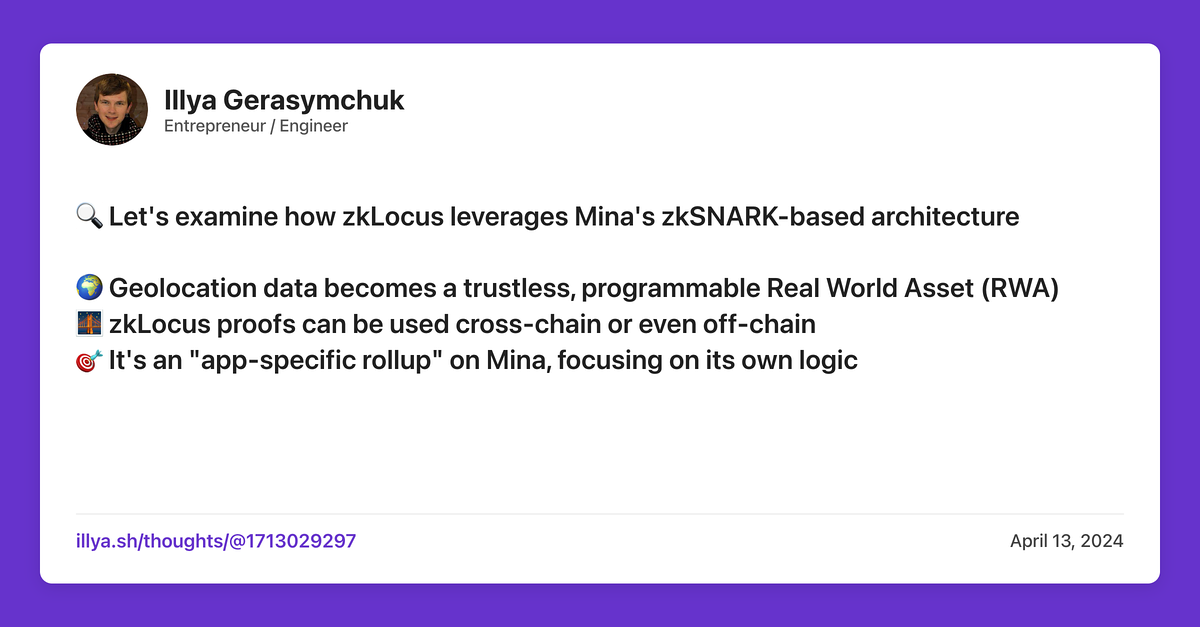 Illya Gerasymchuk
Entrepreneur / Engineer
🔍 Let's examine how zkLocus leverages Mina's zkSNARK-based architecture
🌍 Geolocation data becomes a trustless, programmable Real World Asset (RWA)
🌉 zkLocus proofs can be used cross-chain or even off-chain
🎯 It's an "app-specific rollup" on Mina, focusing on its own logic
illya.sh/thoughts/@1713029297
April 13, 2024